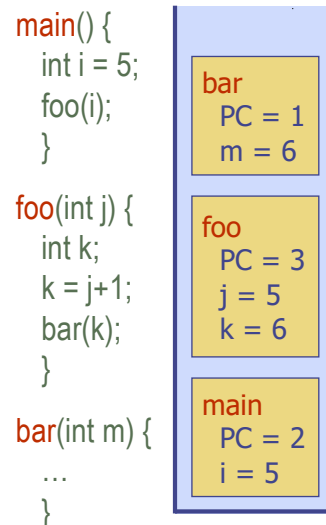 main() {
int i = 5;
foo(i);
}
foo(int j) {
int k;
k = j+1;
bar(k);
}
bar(int m) {
…
}
bar
PC = 1
m = 6
foo
PC = 3
j = 5
k = 6
main
PC = 2
i = 5